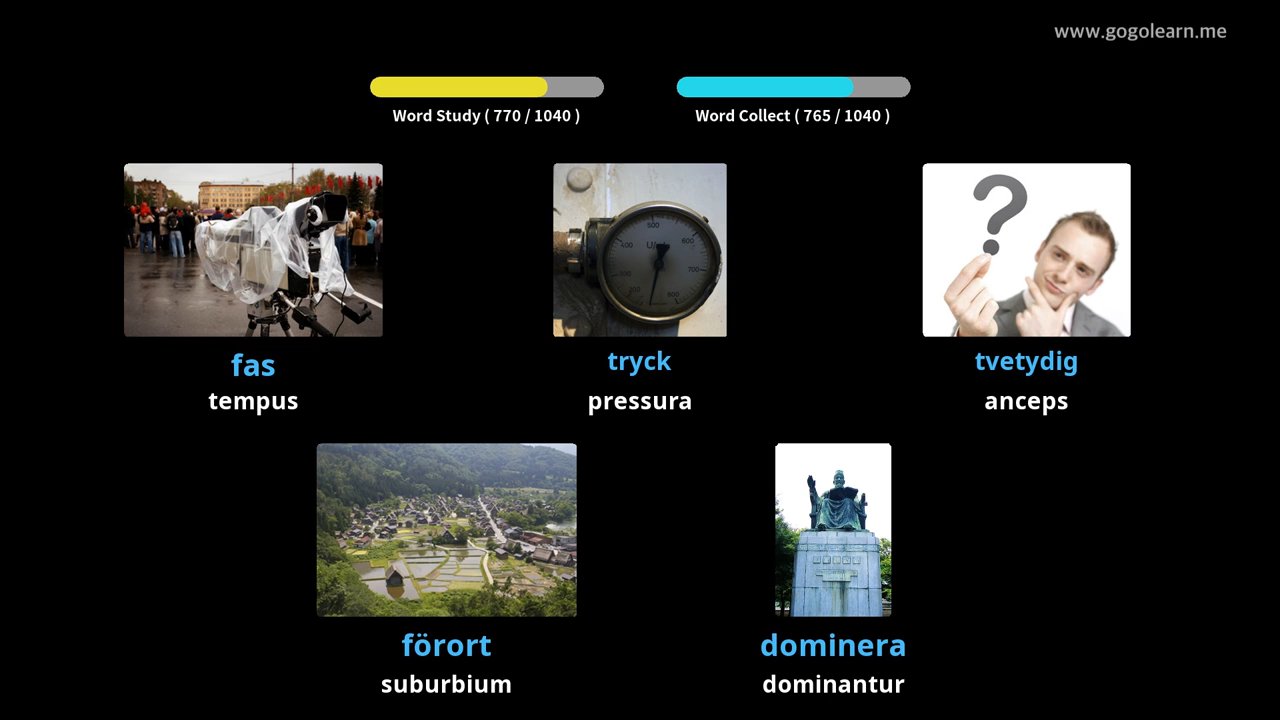 www.gogolearn.me
Word Study ( 770 / 1040 )
Word Collect ( 765 / 1040 )
fas
tempus
tryck
pressura
tvetydig
anceps
förort
suburbium
dominera
dominantur